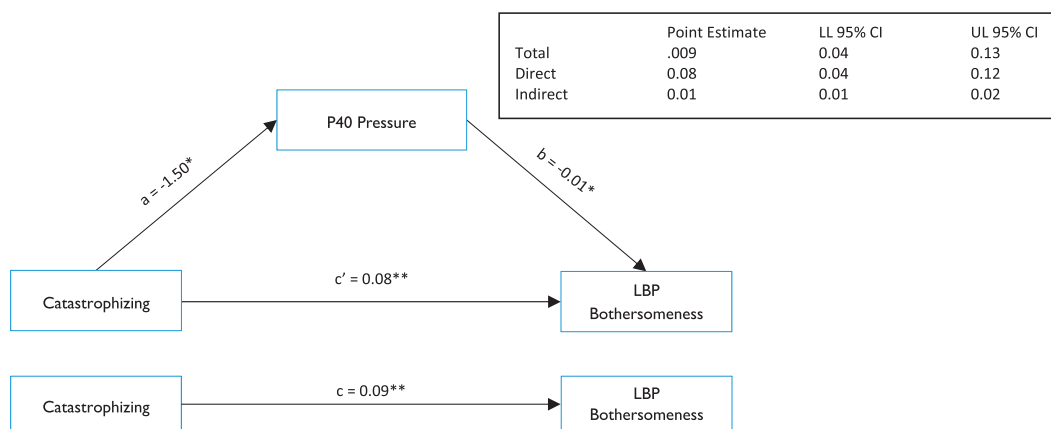 Point Estimate LL 95% CI UL 95% CI
Total .009 0.04 0.13
Direct 0.08 0.04 0.12
Indirect 0.01 0.01 0.02
P40 Pressure
a = -1.50*
b = -0.01*
c’ = 0.08**
Catastrophizing
LBP
Bothersomeness
c = 0.09**
Catastrophizing
LBP
Bothersomeness